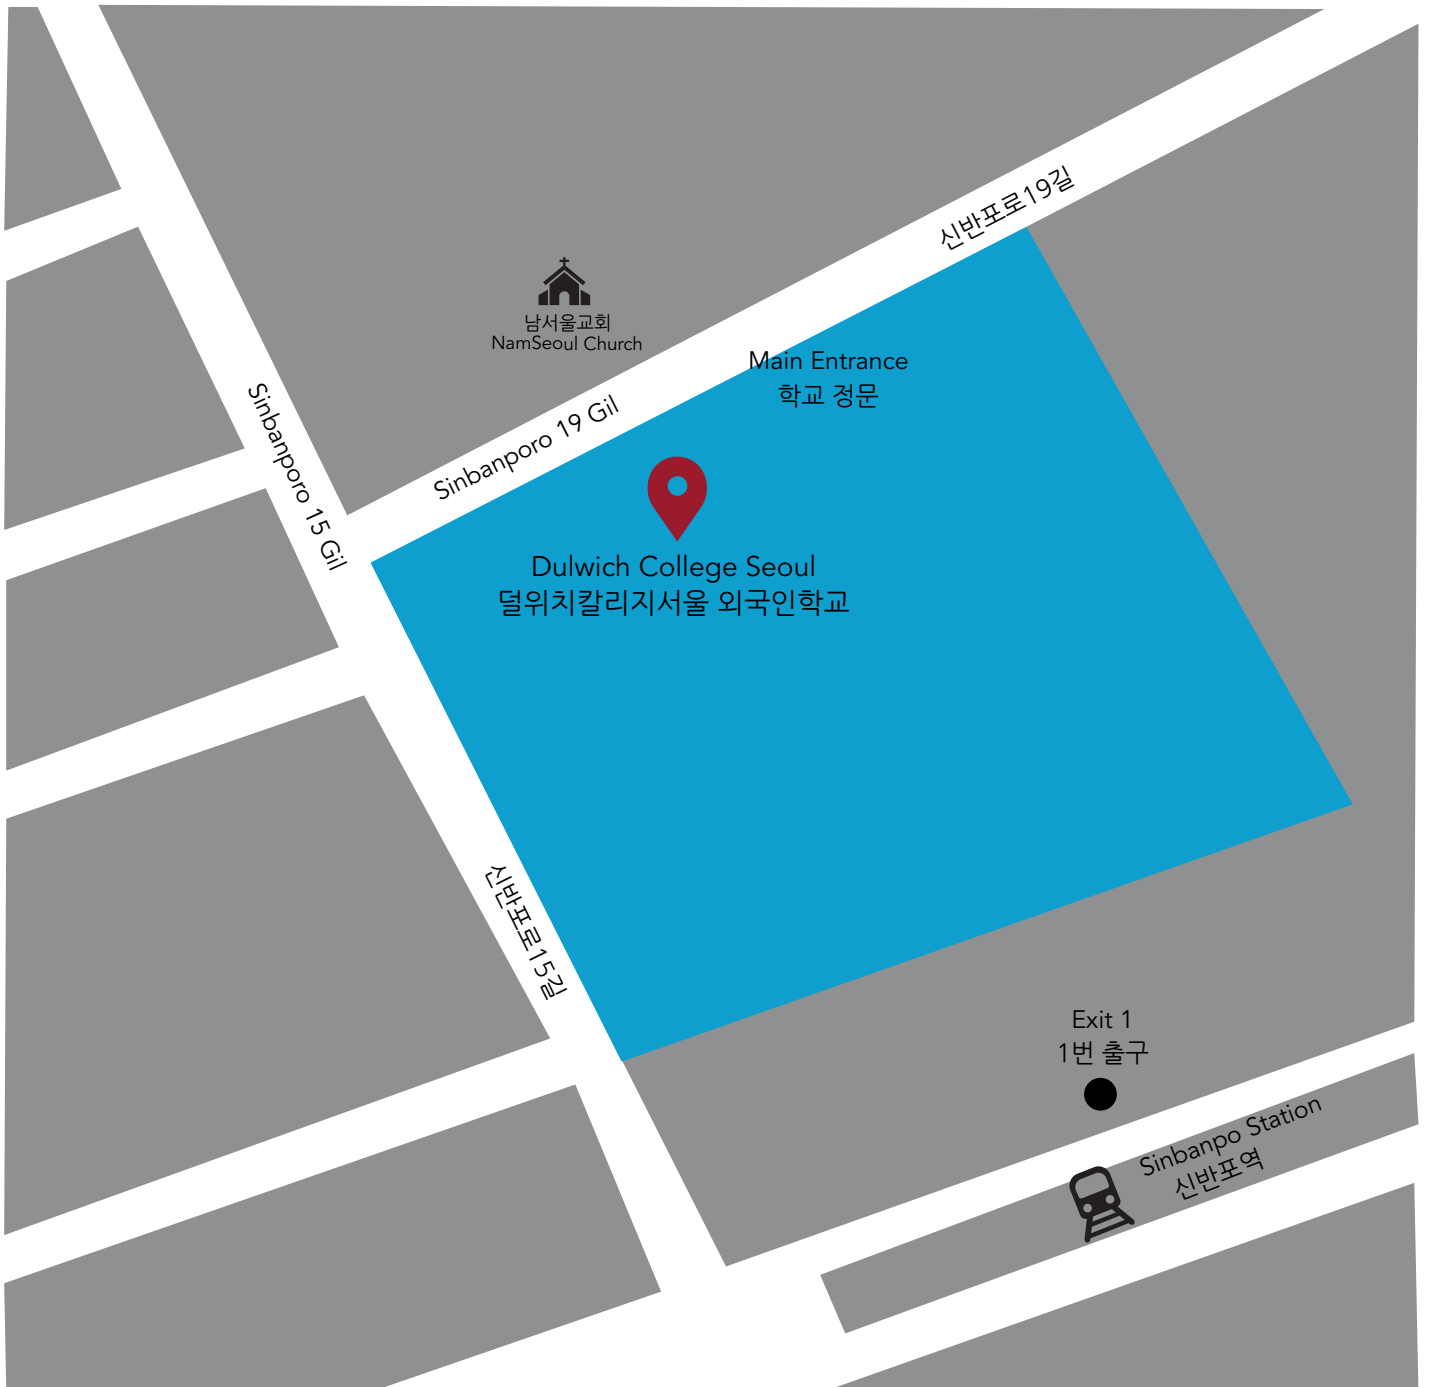 신반포로19길
남서울교회
NamSeoul Church
Main Entrance
학교 정문
Sinbanporo 19 Gil
Sinbanporo 15 Gil
Dulwich College Seoul
덜위치칼리지서울 외국인학교
신반포로15길
Exit 1
1번 출구
Sinbanpo Station
신반포역